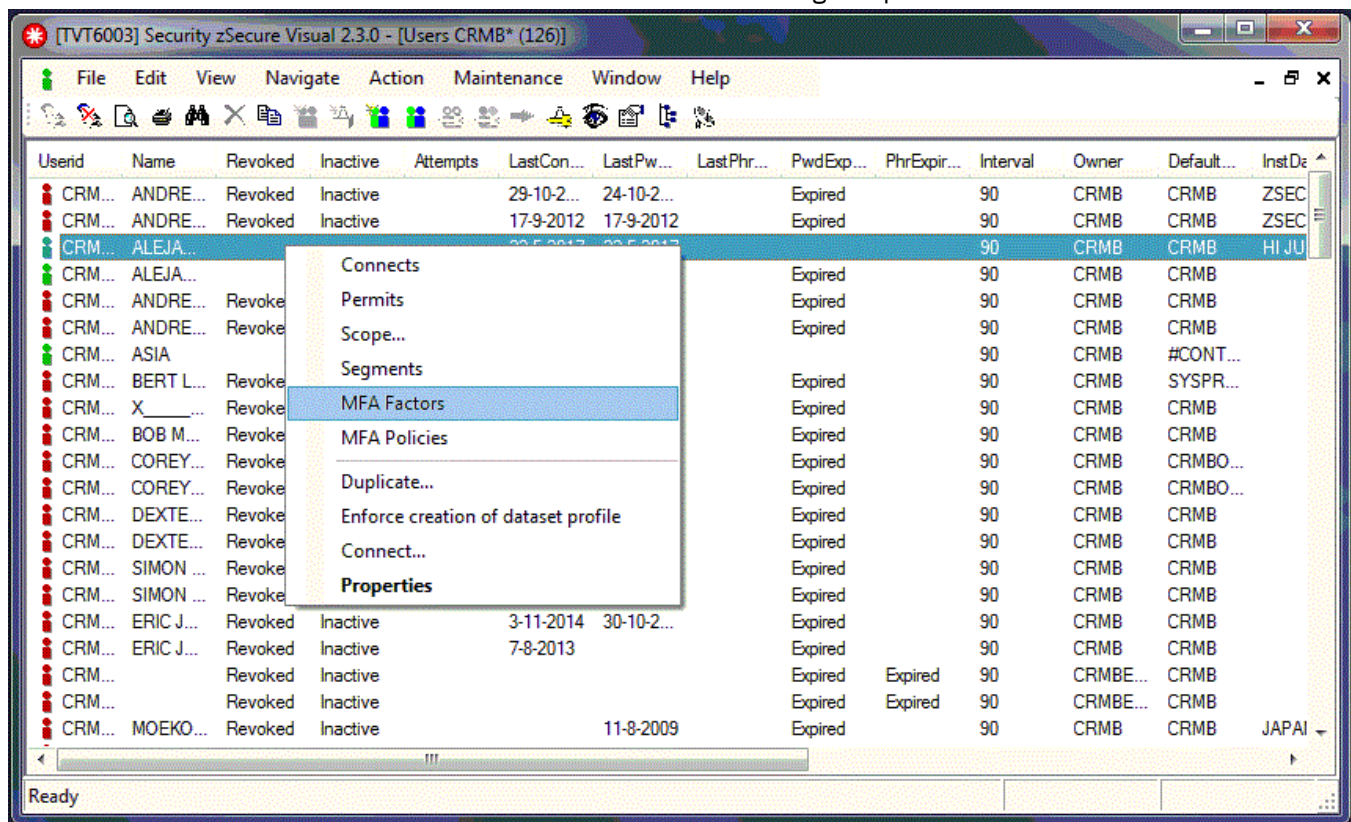 [TVT6003] Security zSecure Visual 2.3.0 - [Users CRMB* (126)]
File Edit View Navigate Action Maintenance Window Help
Userid Name Revoked Inactive Attempts LastCon... LastPw... LastPhr... PwdExp... PhrExpir... Interval Owner Default... InstDa
CRM... ANDRE... Revoked Inactive 29-10-2... 24-10-2... Expired 90 CRMB CRMB ZSEC
CRM... ANDRE... Revoked Inactive 17-9-2012 17-9-2012 Expired 90 CRMB CRMB ZSEC
CRM... ALEJA... 90 CRMB CRMB HI JU
CRM... ALEJA... Expired 90 CRMB CRMB
CRM... ANDRE... Revoke Expired 90 CRMB CRMB
CRM... ANDRE... Revoke Expired 90 CRMB CRMB
CRM... ASIA 90 CRMB #CONT...
CRM... BERT L... Revoke Expired 90 CRMB SYSPR...
CRM... X_____... Revoke Expired 90 CRMB CRMB
CRM... BOB M... Revoke Expired 90 CRMB CRMB
CRM... COREY... Revoke Expired 90 CRMB CRMBO...
CRM... COREY... Revoke Expired 90 CRMB CRMBO...
CRM... DEXTE... Revoke Expired 90 CRMB CRMB
CRM... DEXTE... Revoke Expired 90 CRMB CRMB
CRM... SIMON ... Revoke Expired 90 CRMB CRMB
CRM... SIMON ... Revoke Expired 90 CRMB CRMB
CRM... ERIC J... Revoked Inactive 3-11-2014 30-10-2... Expired 90 CRMB CRMB
CRM... ERIC J... Revoked Inactive 7-8-2013 Expired 90 CRMB CRMB
CRM... Revoked Inactive Expired Expired 90 CRMBE... CRMB
CRM... Revoked Inactive Expired Expired 90 CRMBE... CRMB
CRM... MOEKO... Revoked Inactive 11-8-2009 Expired 90 CRMB CRMB JAPAI
Connects
Permits
Scope...
Segments
MFA Factors
MFA Policies
Duplicate...
Enforce creation of dataset profile
Connect...
Properties
Ready